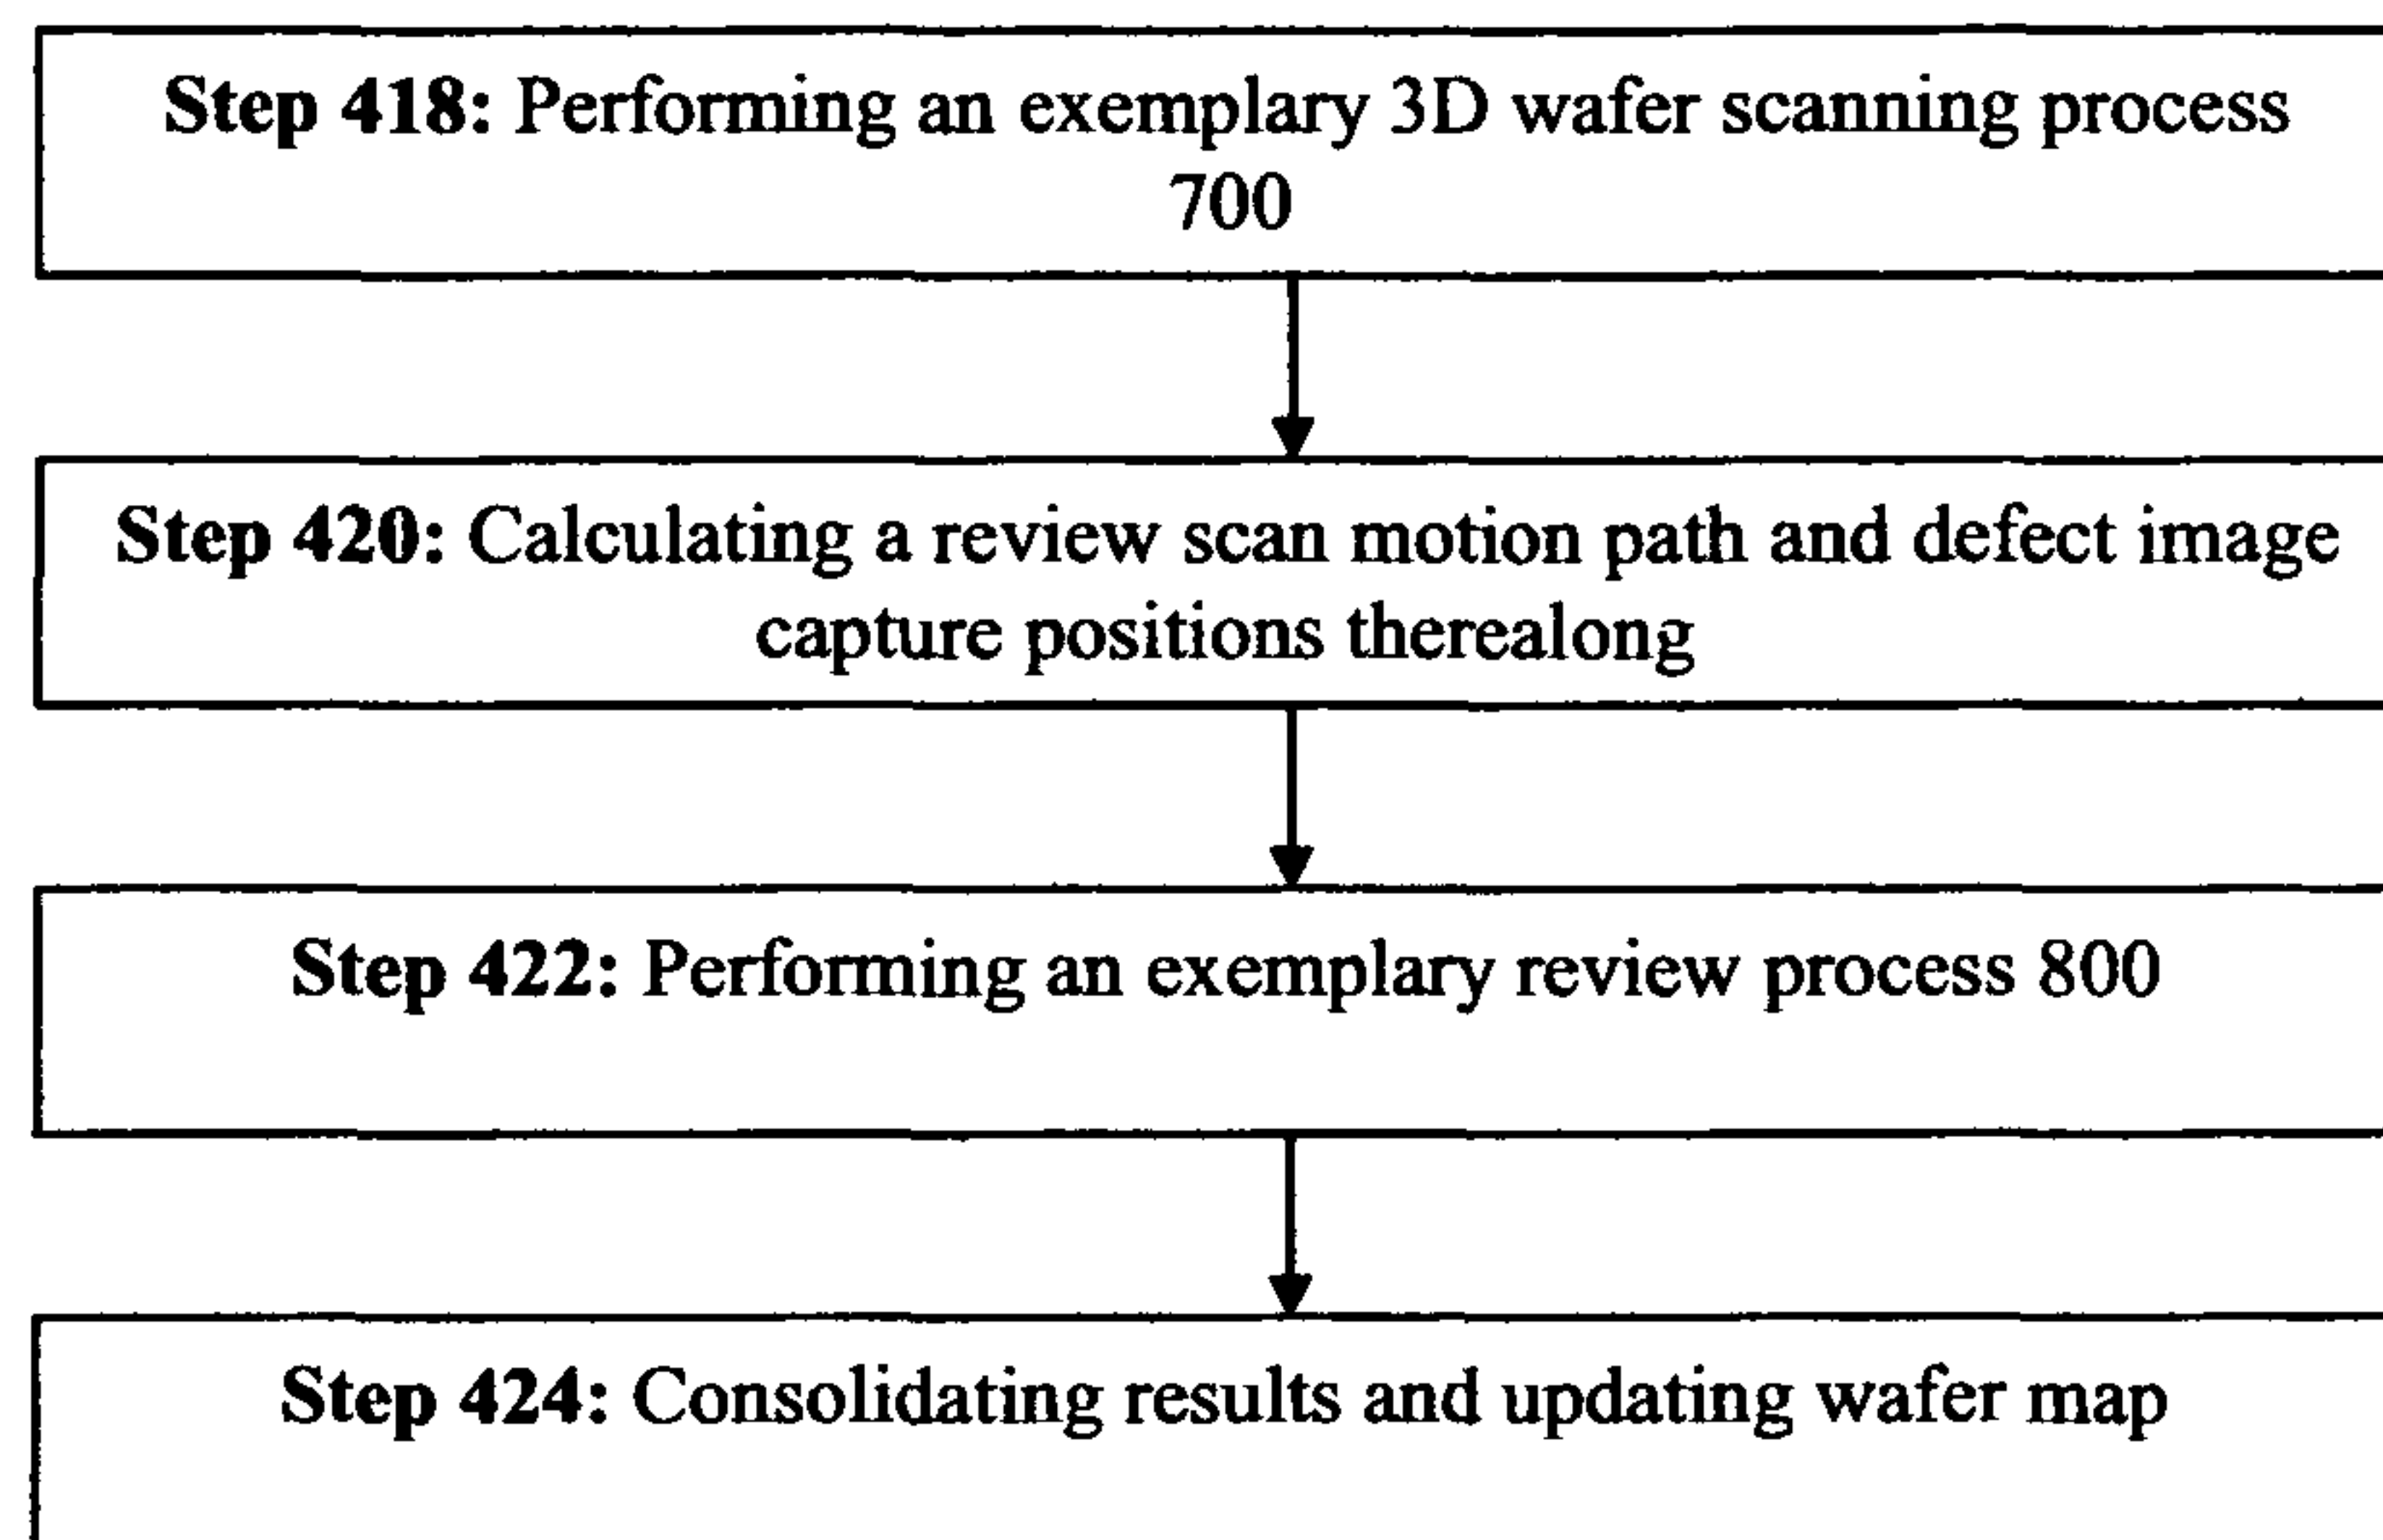 Step 418: Performing an exemplary 3D wafer scanning process
700
Step 420: Calculating a review scan motion path and defect image
capture positions therealong
Step 422: Performing an exemplary review process 800
Step 424: Consolidating results and updating wafer map